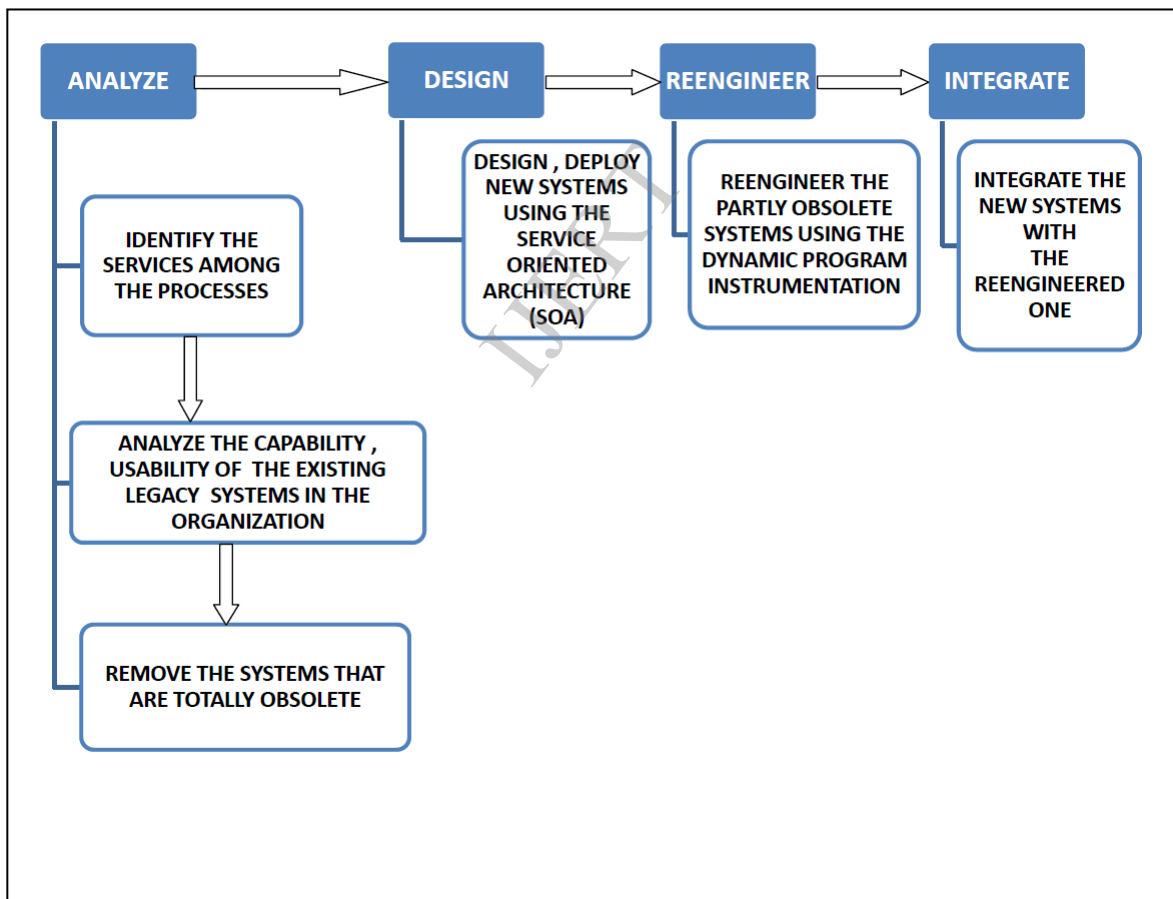 ANALYZE
DESIGN
REENGINEER
INTEGRATE
IDENTIFY THE
SERVICES AMONG
THE PROCESSES
ANALYZE THE CAPABILITY ,
USABILITY OF THE EXISTING
LEGACY SYSTEMS IN THE
ORGANIZATION
REMOVE THE SYSTEMS THAT
ARE TOTALLY OBSOLETE
DESIGN , DEPLOY
NEW SYSTEMS
USING THE
SERVICE
ORIENTED
ARCHITECTURE
(SOA)
REENGINEER THE
PARTLY OBSOLETE
SYSTEMS USING THE
DYNAMIC PROGRAM
INSTRUMENTATION
INTEGRATE THE
NEW SYSTEMS
WITH
THE
REENGINEERED
ONE
IJERT